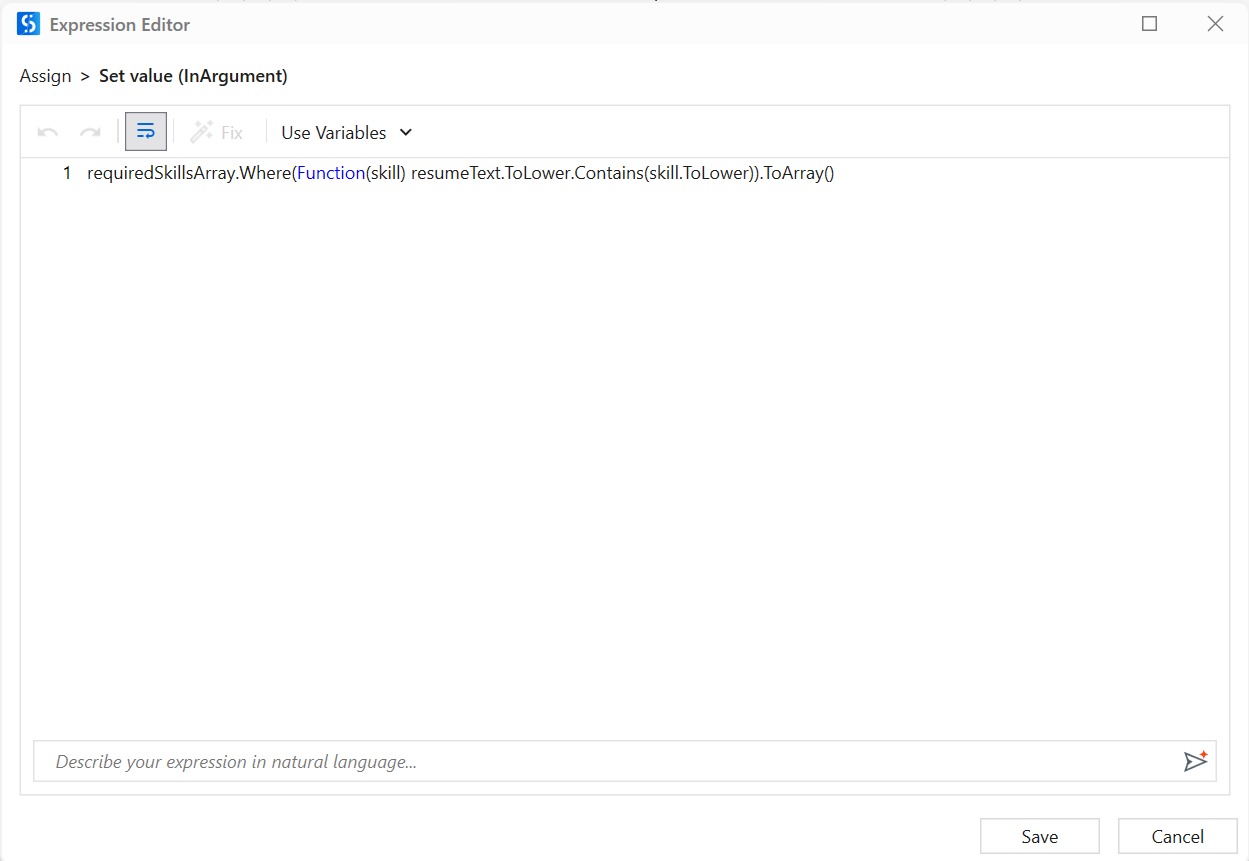 Expression Editor
Assign > Set value (InArgument)
Fix
Use Variables
1 requiredSkillsArray.Where(Function(skill) resumeText.ToLower.Contains(skill.ToLower)).ToArray()
Describe your expression in natural language...
Save
Cancel